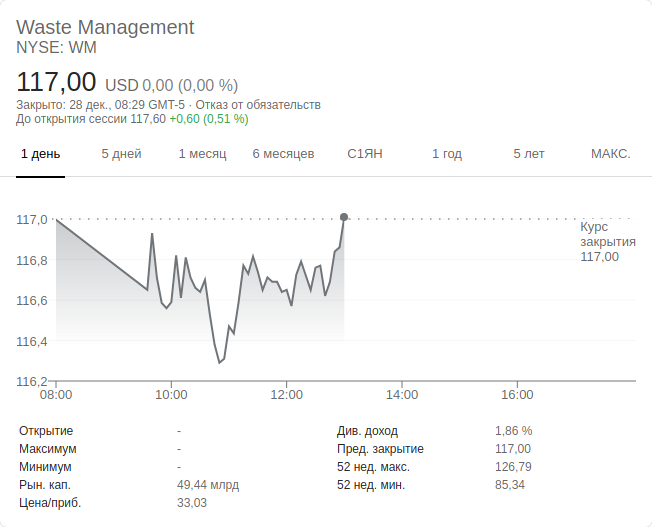 Waste Management
NYSE: WM
117,00 USD 0,00 (0,00 %)
Закрыто: 28 дек., 08:29 GMT-5 · Отказ от обязательств
До открытия сессии 117,60 +0,60 (0,51 %)
1 день 5 дней 1 месяц 6 месяцев С1ЯН 1 год 5 лет МАКС.
117,0
Курс
закрытия
117,00
116,8
116,6
116,4
116,2
08:00 10:00 12:00 14:00 16:00
Открытие - Див. доход 1,86 %
Максимум - Пред. закрытие 117,00
Минимум - 52 нед. макс. 126,79
Рын. кап. 49,44 млрд 52 нед. мин. 85,34
Цена/приб. 33,03